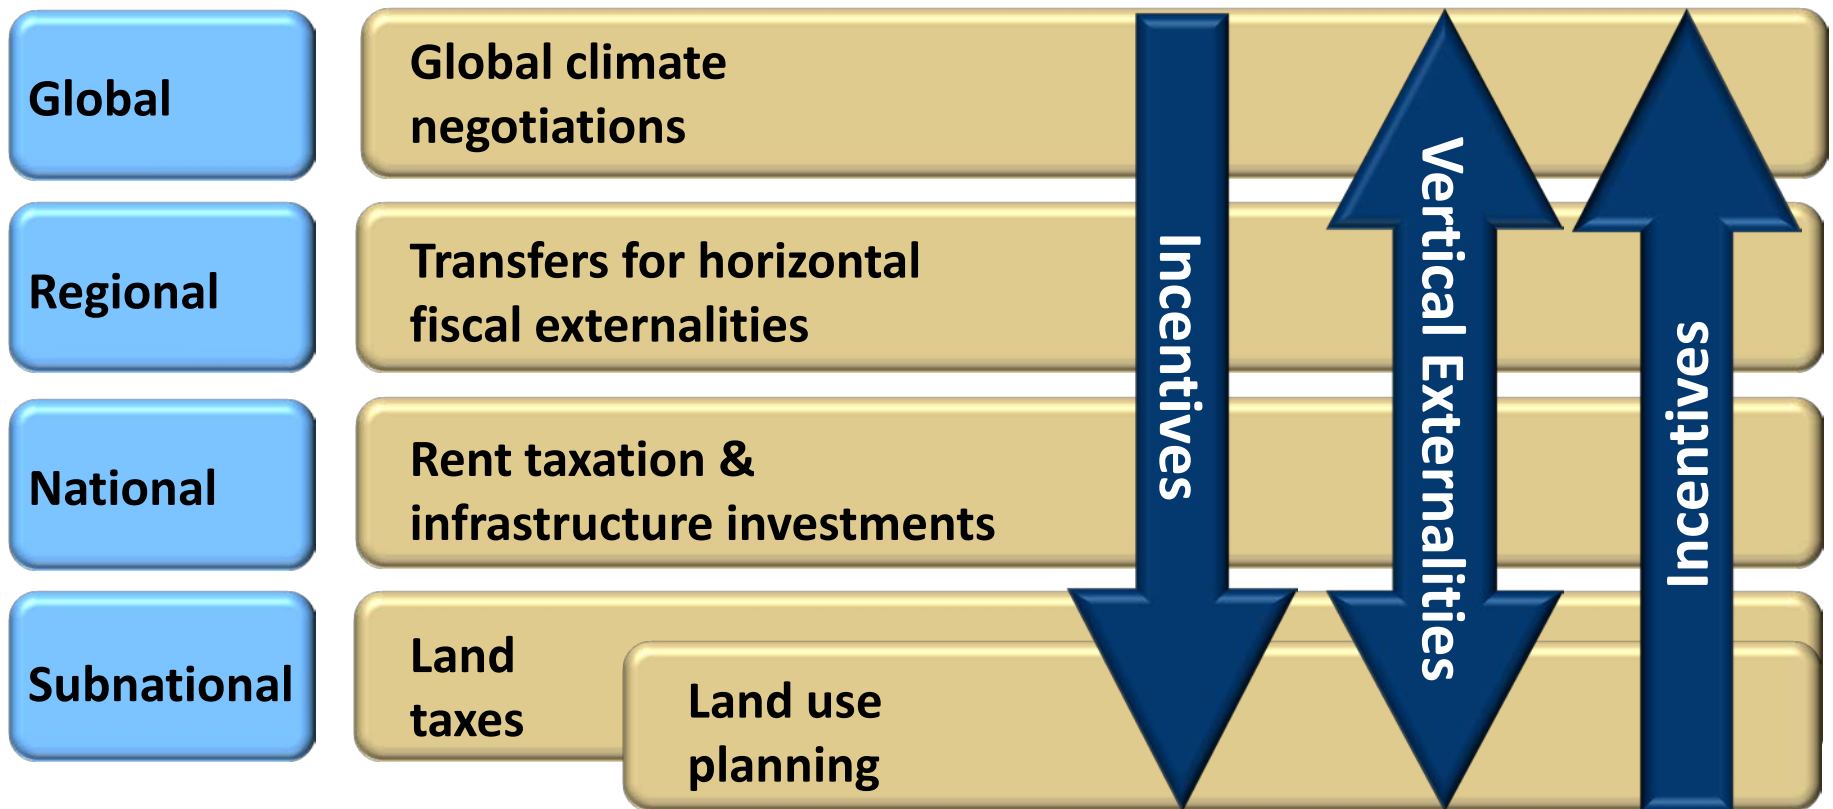 Global
Global climate
negotiations
Regional
Transfers for horizontal
fiscal externalities
National
Rent taxation &
infrastructure investments
Subnational
Land
taxes
Land use
planning
Incentives
Vertical Externalities
Incentives